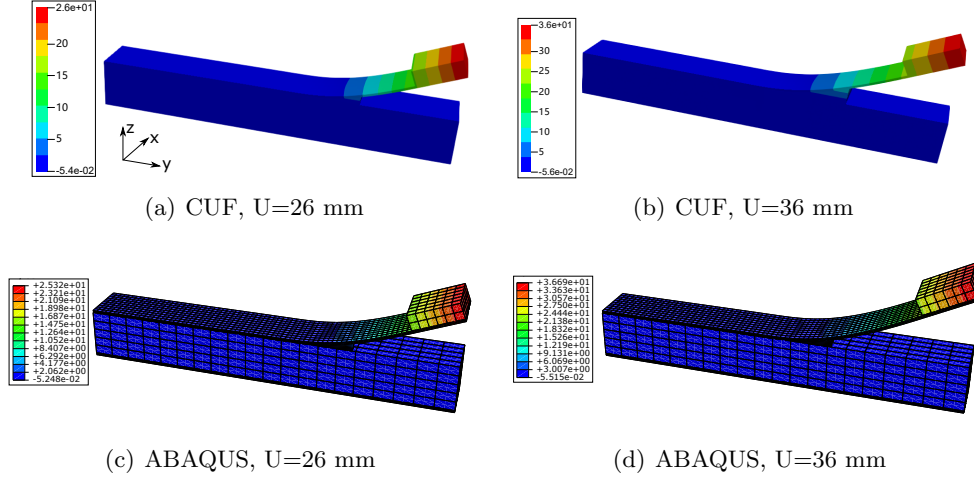 2.6e+01
20
15
10
5
-5.4e-02
z
x
y
(a) CUF, U=26 mm
3.6e+01
30
25
20
15
10
5
-5.6e-02
(b) CUF, U=36 mm
+2.532e+01
+2.321e+01
+2.109e+01
+1.898e+01
+1.687e+01
+1.475e+01
+1.264e+01
+1.052e+01
+8.407e+00
+6.292e+00
+4.177e+00
+2.062e+00
-5.248e-02
(c) ABAQUS, U=26 mm
+3.669e+01
+3.363e+01
+3.057e+01
+2.750e+01
+2.444e+01
+2.138e+01
+1.832e+01
+1.526e+01
+1.219e+01
+9.131e+00
+6.069e+00
+3.007e+00
-5.515e-02
(d) ABAQUS, U=36 mm